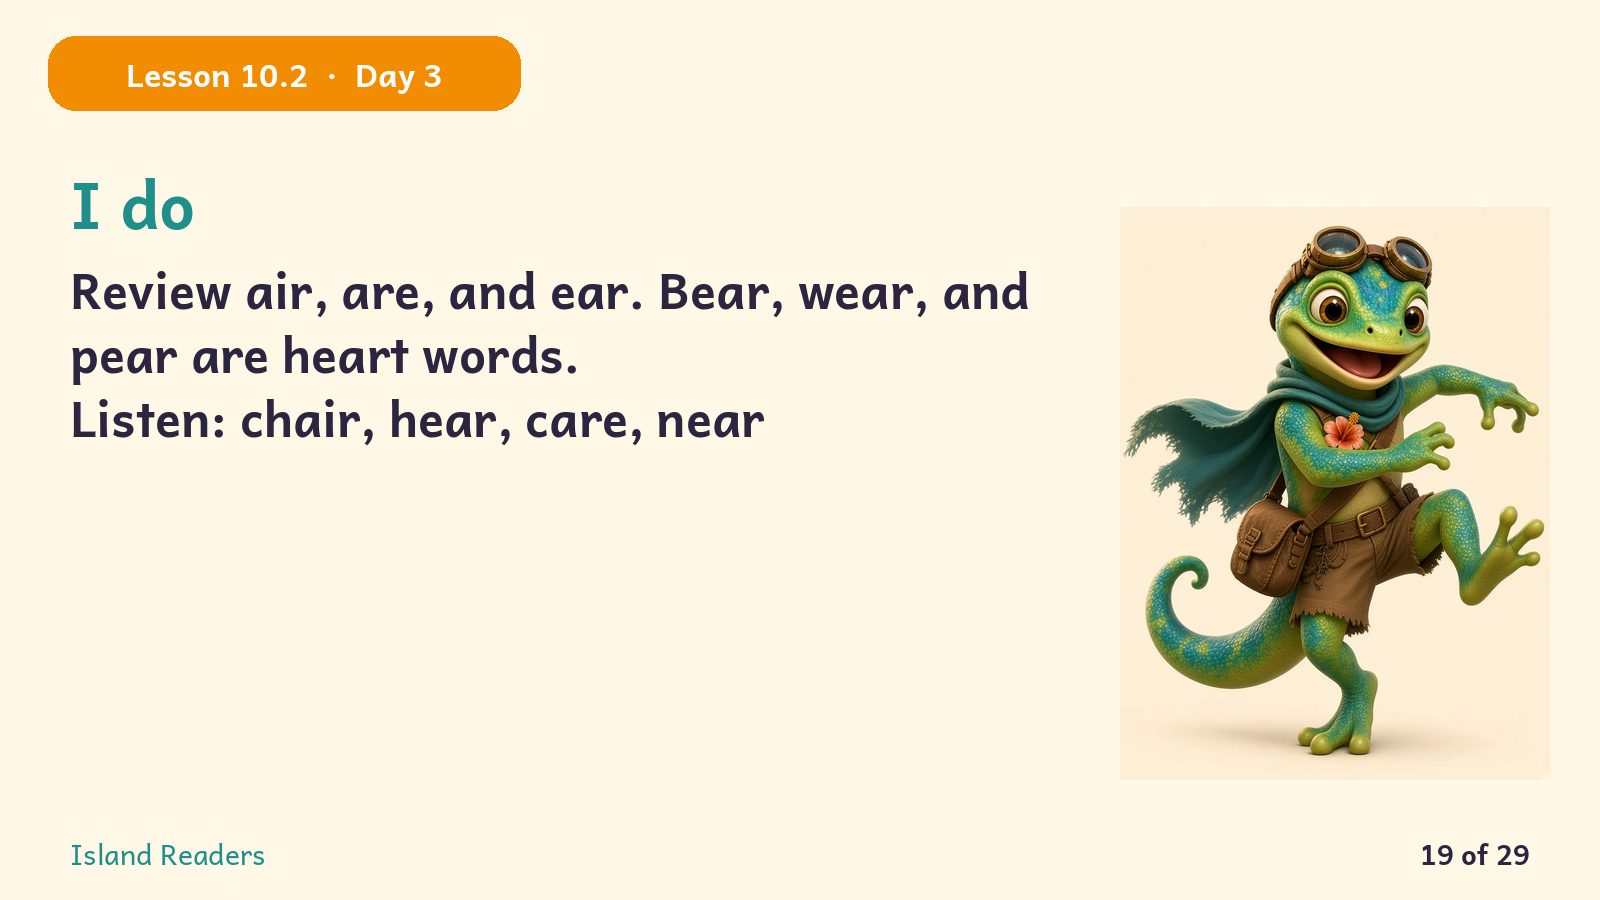 Lesson 10.2 · Day 3
I do
Review air, are, and ear. Bear, wear, and
pear are heart words.
Listen: chair, hear, care, near
Island Readers
19 of 29